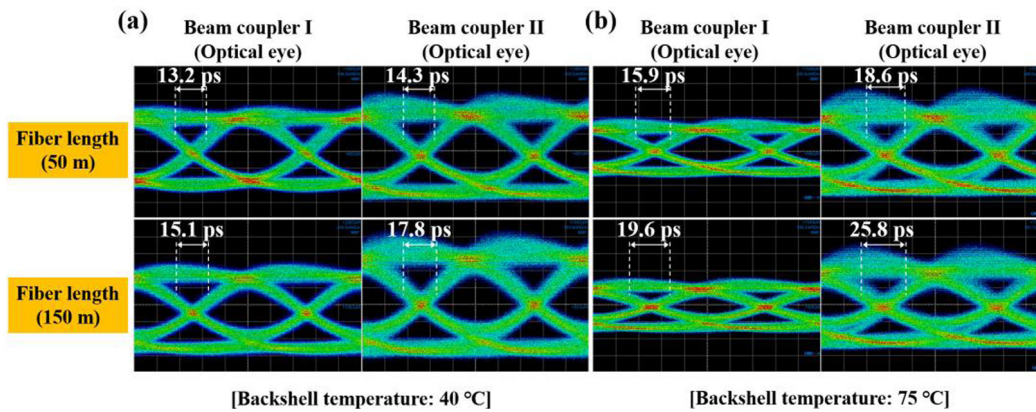 (a)
Beam coupler I
(Optical eye)
Beam coupler II
(Optical eye)
(b)
Beam coupler I
(Optical eye)
Beam coupler II
(Optical eye)
Fiber length
(50 m)
13.2 ps
14.3 ps
15.9 ps
18.6 ps
Fiber length
(150 m)
15.1 ps
17.8 ps
19.6 ps
25.8 ps
[Backshell temperature: 40 °C]
[Backshell temperature: 75 °C]